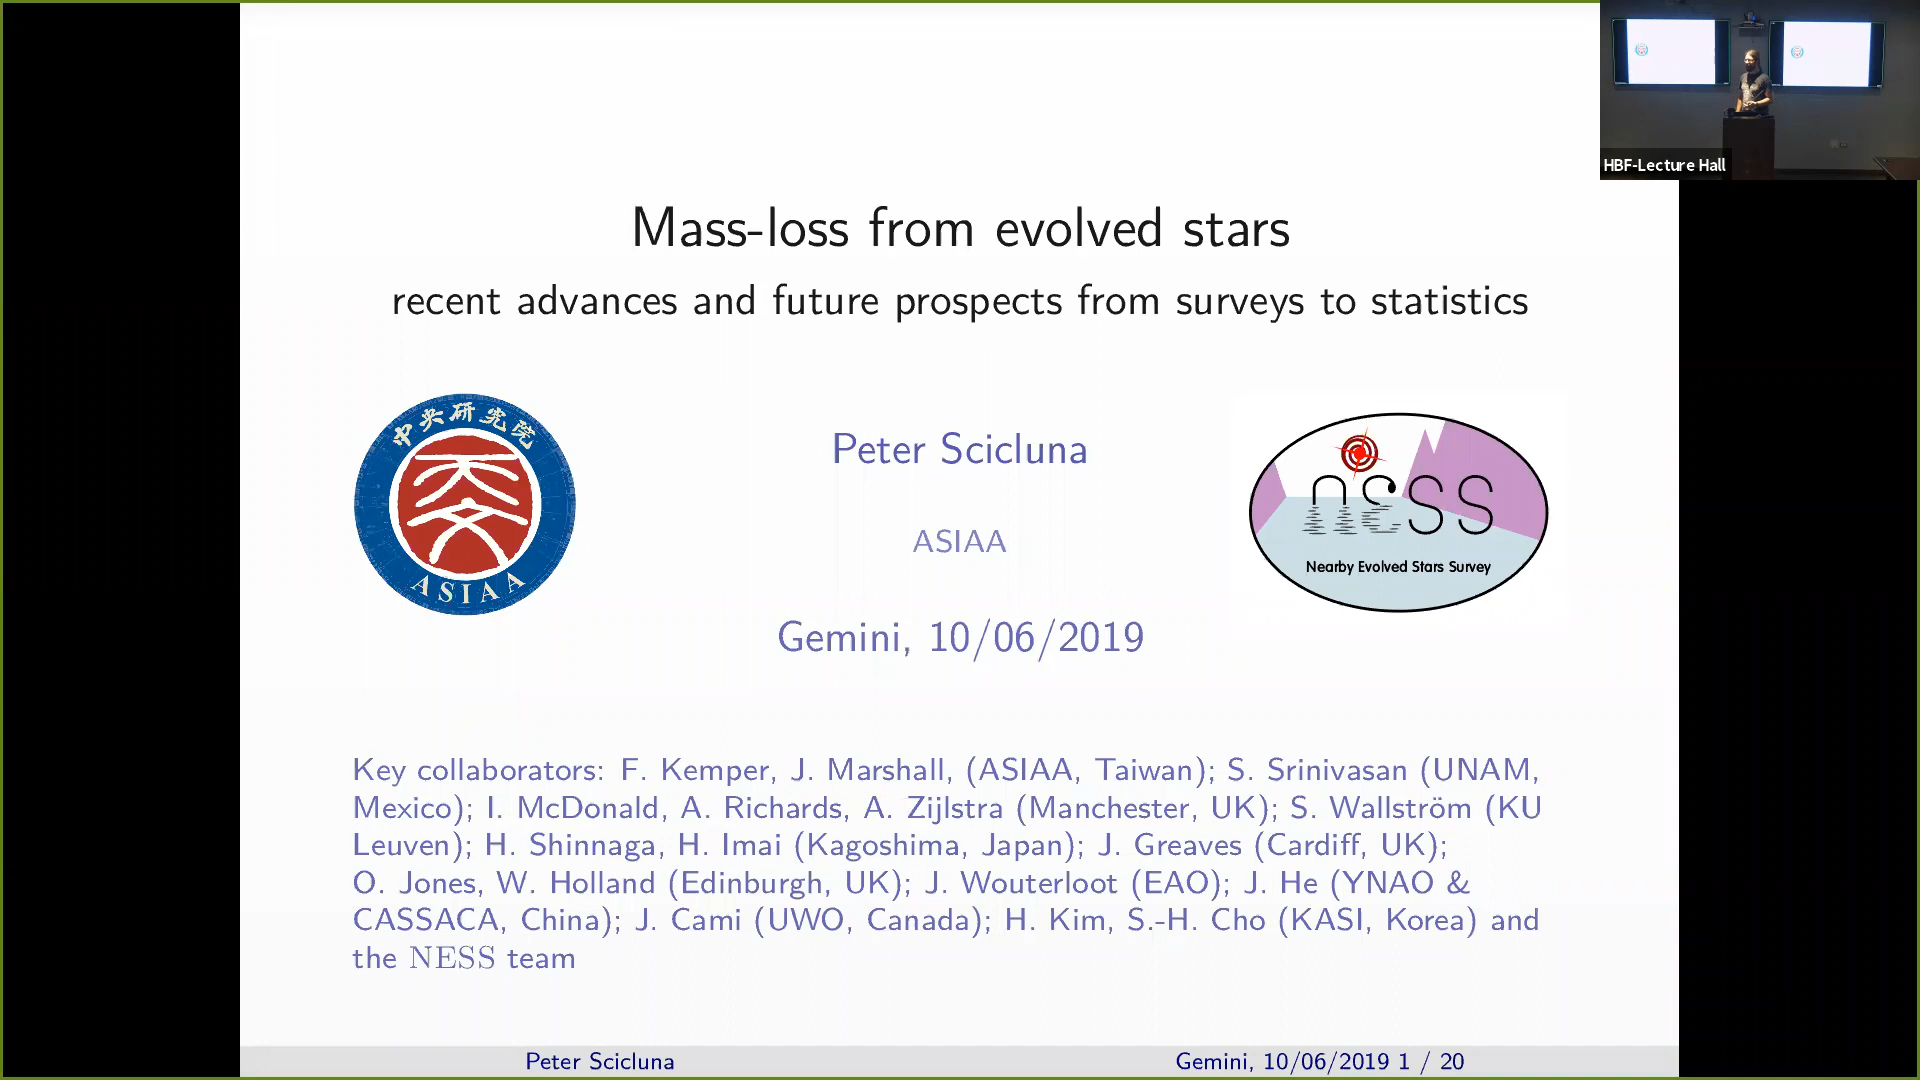 HBF-Lecture Hall
Mass-loss from evolved stars
recent advances and future prospects from surveys to statistics
中央研究院
ASIAA
Peter Scicluna
ASIAA
Gemini, 10/06/2019
ness
Nearby Evolved Stars Survey
Key collaborators: F. Kemper, J. Marshall, (ASIAA, Taiwan); S. Srinivasan (UNAM,
Mexico); I. McDonald, A. Richards, A. Zijlstra (Manchester, UK); S. Wallström (KU
Leuven); H. Shinnaga, H. Imai (Kagoshima, Japan); J. Greaves (Cardiff, UK);
O. Jones, W. Holland (Edinburgh, UK); J. Wouterloot (EAO); J. He (YNAO &
CASSACA, China); J. Cami (UWO, Canada); H. Kim, S.-H. Cho (KASI, Korea) and
the NESS team
Peter Scicluna
Gemini, 10/06/2019 1 / 20